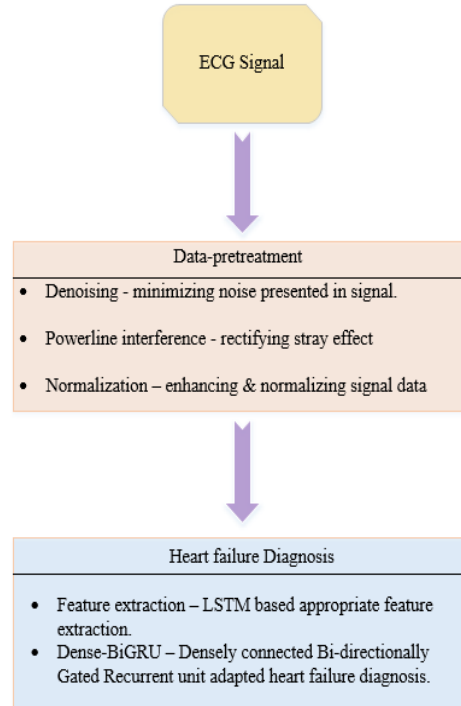 ECG Signal
Data-pretreatment
• Denoising - minimizing noise presented in signal.
• Powerline interference - rectifying stray effect
• Normalization – enhancing & normalizing signal data
Heart failure Diagnosis
• Feature extraction – LSTM based appropriate feature
extraction.
• Dense-BiGRU – Densely connected Bi-directionally
Gated Recurrent unit adapted heart failure diagnosis.